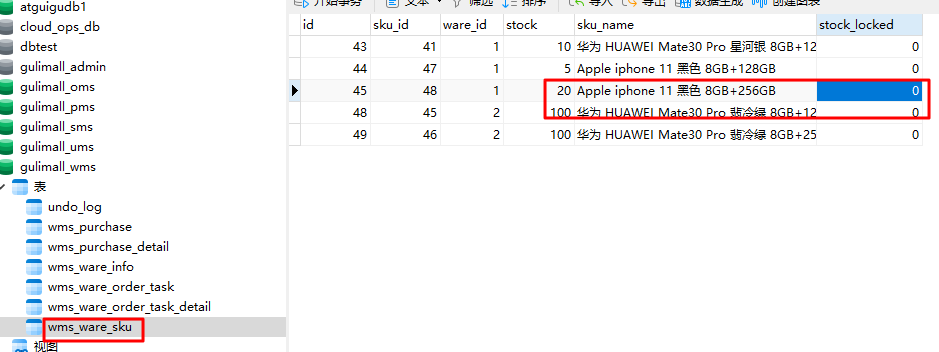 atguigudb1
cloud_ops_db
dbtest
gulimall_admin
gulimall_oms
gulimall_pms
gulimall_sms
gulimall_ums
gulimall_wms
表
undo_log
wms_purchase
wms_purchase_detail
wms_ware_info
wms_ware_order_task
wms_ware_order_task_detail
wms_ware_sku
视图
开始事务 文本 筛选 排序 导入 导出 数据生成 创建图表
id sku_id ware_id stock sku_name stock_locked
43 41 1 10 华为 HUAWEI Mate30 Pro 星河银 8GB+12 0
44 47 1 5 Apple iphone 11 黑色 8GB+128GB 0
45 48 1 20 Apple iphone 11 黑色 8GB+256GB 0
48 45 2 100 华为 HUAWEI Mate30 Pro 翡冷绿 8GB+12 0
49 46 2 100 华为 HUAWEI Mate30 Pro 翡冷绿 8GB+25 0